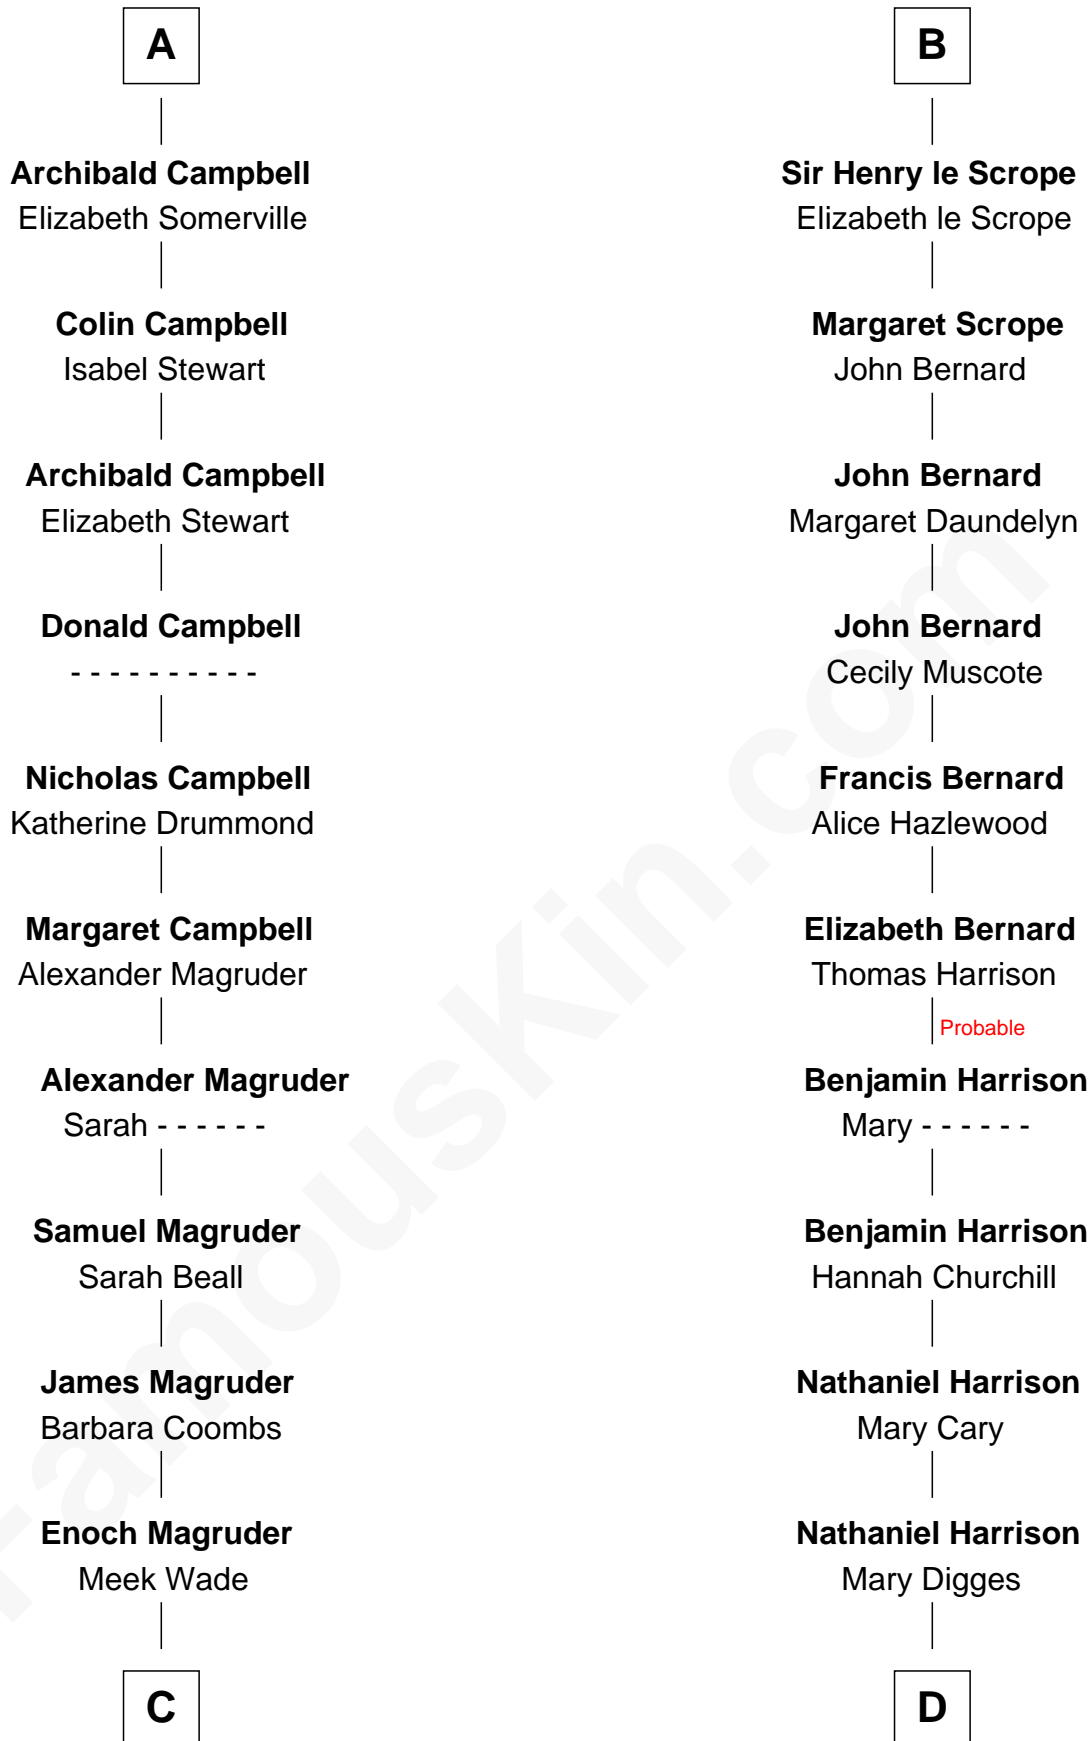 A
Archibald Campbell
Elizabeth Somerville
Colin Campbell
Isabel Stewart
Archibald Campbell
Elizabeth Stewart
Donald Campbell
- - - - - - - - - -
Nicholas Campbell
Katherine Drummond
Margaret Campbell
Alexander Magruder
Alexander Magruder
Sarah - - - - - -
Samuel Magruder
Sarah Beall
James Magruder
Barbara Coombs
Enoch Magruder
Meek Wade
C
B
Sir Henry le Scrope
Elizabeth le Scrope
Margaret Scrope
John Bernard
John Bernard
Margaret Daundelyn
John Bernard
Cecily Muscote
Francis Bernard
Alice Hazlewood
Elizabeth Bernard
Thomas Harrison
Probable
Benjamin Harrison
Mary - - - - - -
Benjamin Harrison
Hannah Churchill
Nathaniel Harrison
Mary Cary
Nathaniel Harrison
Mary Digges
D
FamousKin.com